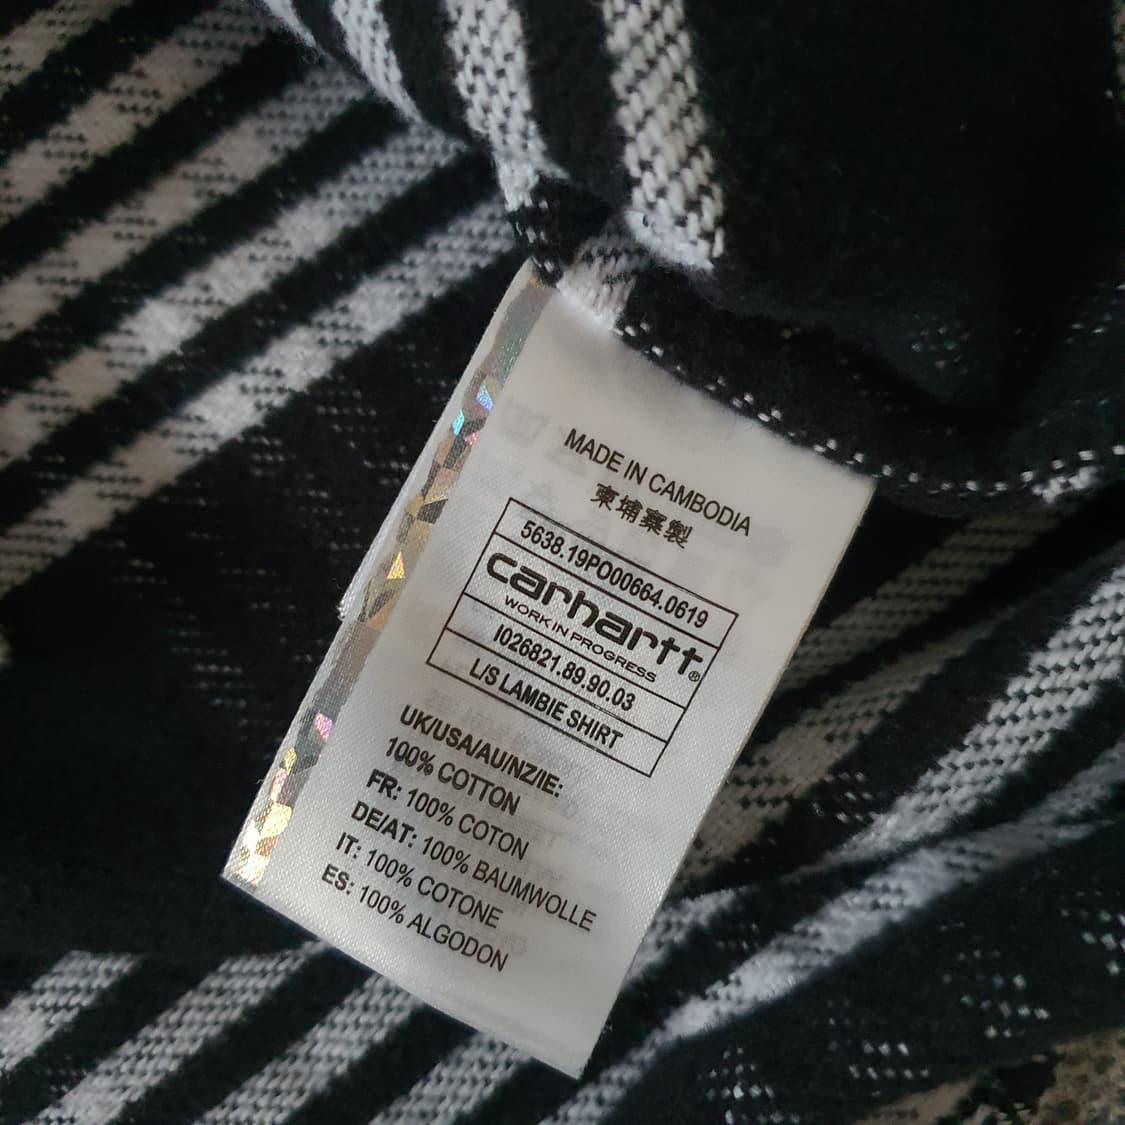 MADE IN CAMBODIA
柬埔寨製
5638.19PO00664.0619
carhartt®
WORK IN PROGRESS
I026821.89.90.03
L/S LAMBIE SHIRT
UK/USA/AU/NZ/IE:
100% COTTON
FR: 100% COTON
DE/AT: 100% BAUMWOLLE
IT: 100% COTONE
ES: 100% ALGODON